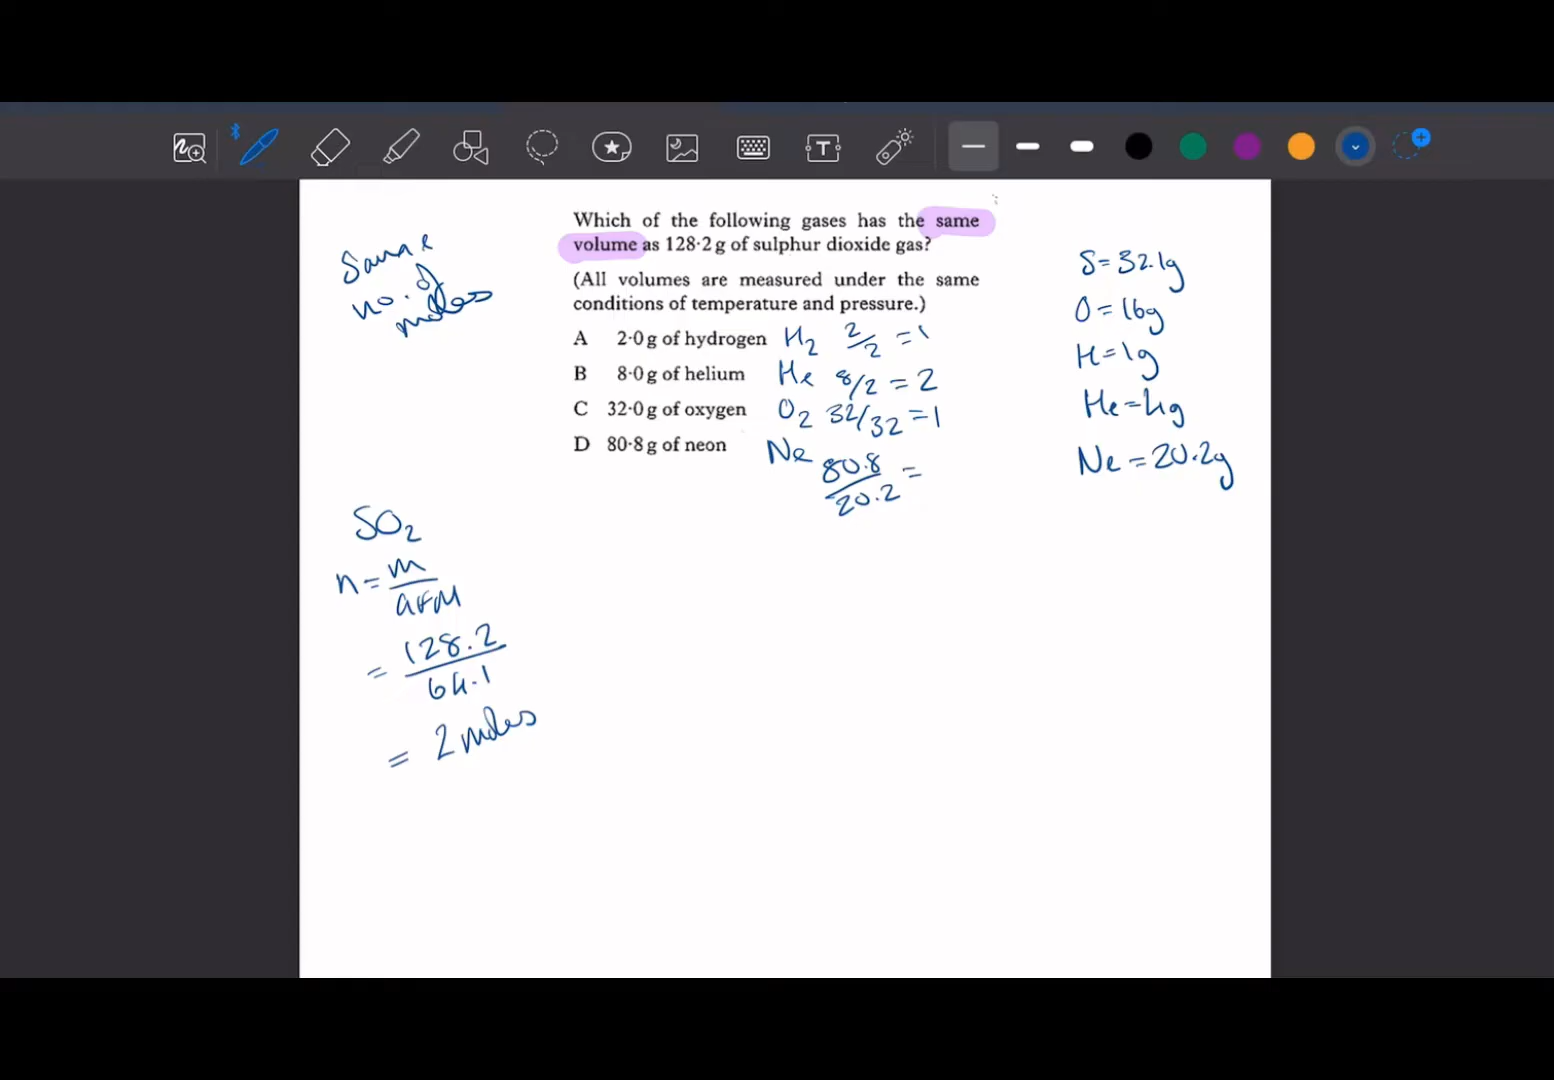 Which of the following gases has the same
volume as 128·2 g of sulphur dioxide gas?
(All volumes are measured under the same
conditions of temperature and pressure.)
A 2·0 g of hydrogen H₂ 2/2 = 1
B 8·0 g of helium He 8/2 = 2
C 32·0 g of oxygen O₂ 32/32 = 1
D 80·8 g of neon Ne 80.8/20.2 =
Same
no. of
moles
S = 32.1g
O = 16g
H = 1g
He = 4g
Ne = 20.2g
SO₂
n = m/GFM
= 128.2/64.1
= 2 moles